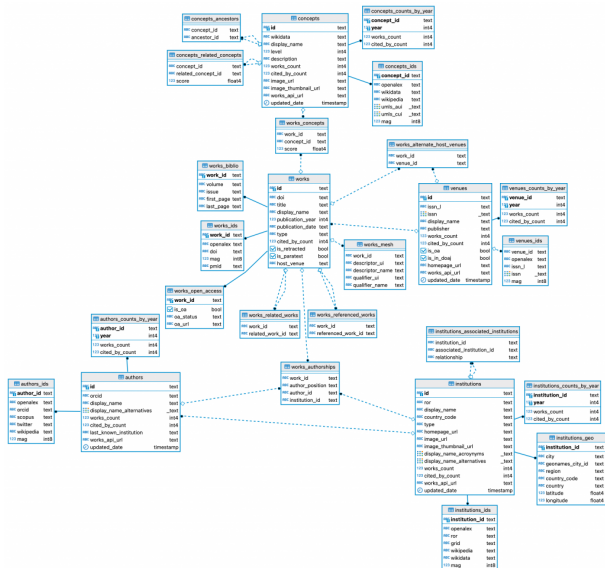 concepts_ancestors
concept_id text
ancestor_id text
concepts_related_concepts
concept_id text
related_concept_id text
score float4
concepts
id text
wikidata text
display_name text
level int4
description text
works_count int4
cited_by_count int4
image_url text
image_thumbnail_url text
works_api_url text
updated_date timestamp
concepts_counts_by_year
concept_id text
year int4
works_count int4
cited_by_count int4
concepts_ids
concept_id text
openalex text
wikidata text
wikipedia text
umls_aui _text
umls_cui _text
mag int8
works_concepts
work_id text
concept_id text
score float4
works_alternate_host_venues
work_id text
venue_id text
works_biblio
work_id text
volume text
issue text
first_page text
last_page text
works
id text
doi text
title text
display_name text
publication_year int4
publication_date text
type text
cited_by_count int4
is_retracted bool
is_paratext bool
host_venue text
venues
id text
issn_l text
issn _text
display_name text
publisher text
works_count int4
cited_by_count int4
is_oa bool
is_in_doaj bool
homepage_url text
works_api_url text
updated_date timestamp
venues_counts_by_year
venue_id text
year int4
works_count int4
cited_by_count int4
venues_ids
venue_id text
openalex text
issn_l text
issn _text
mag int8
works_ids
work_id text
openalex text
doi text
mag int8
pmid text
works_mesh
work_id text
descriptor_ui text
descriptor_name text
qualifier_ui text
qualifier_name text
works_open_access
work_id text
is_oa bool
oa_status text
oa_url text
works_related_works
work_id text
related_work_id text
works_referenced_works
work_id text
referenced_work_id text
authors_counts_by_year
author_id text
year int4
works_count int4
cited_by_count int4
institutions_associated_institutions
institution_id text
associated_institution_id text
relationship text
works_authorships
work_id text
author_position text
author_id text
institution_id text
authors_ids
author_id text
openalex text
orcid text
scopus text
twitter text
wikipedia text
mag int8
authors
id text
orcid text
display_name text
display_name_alternatives _text
works_count int4
cited_by_count int4
last_known_institution text
works_api_url text
updated_date timestamp
institutions
id text
ror text
display_name text
country_code text
type text
homepage_url text
image_url text
image_thumbnail_url text
display_name_acronyms _text
display_name_alternatives _text
works_count int4
cited_by_count int4
works_api_url text
updated_date timestamp
institutions_counts_by_year
institution_id text
year int4
works_count int4
cited_by_count int4
institutions_geo
institution_id text
city text
geonames_city_id text
region text
country_code text
country text
latitude float4
longitude float4
institutions_ids
institution_id text
openalex text
ror text
grid text
wikipedia text
wikidata text
mag int8